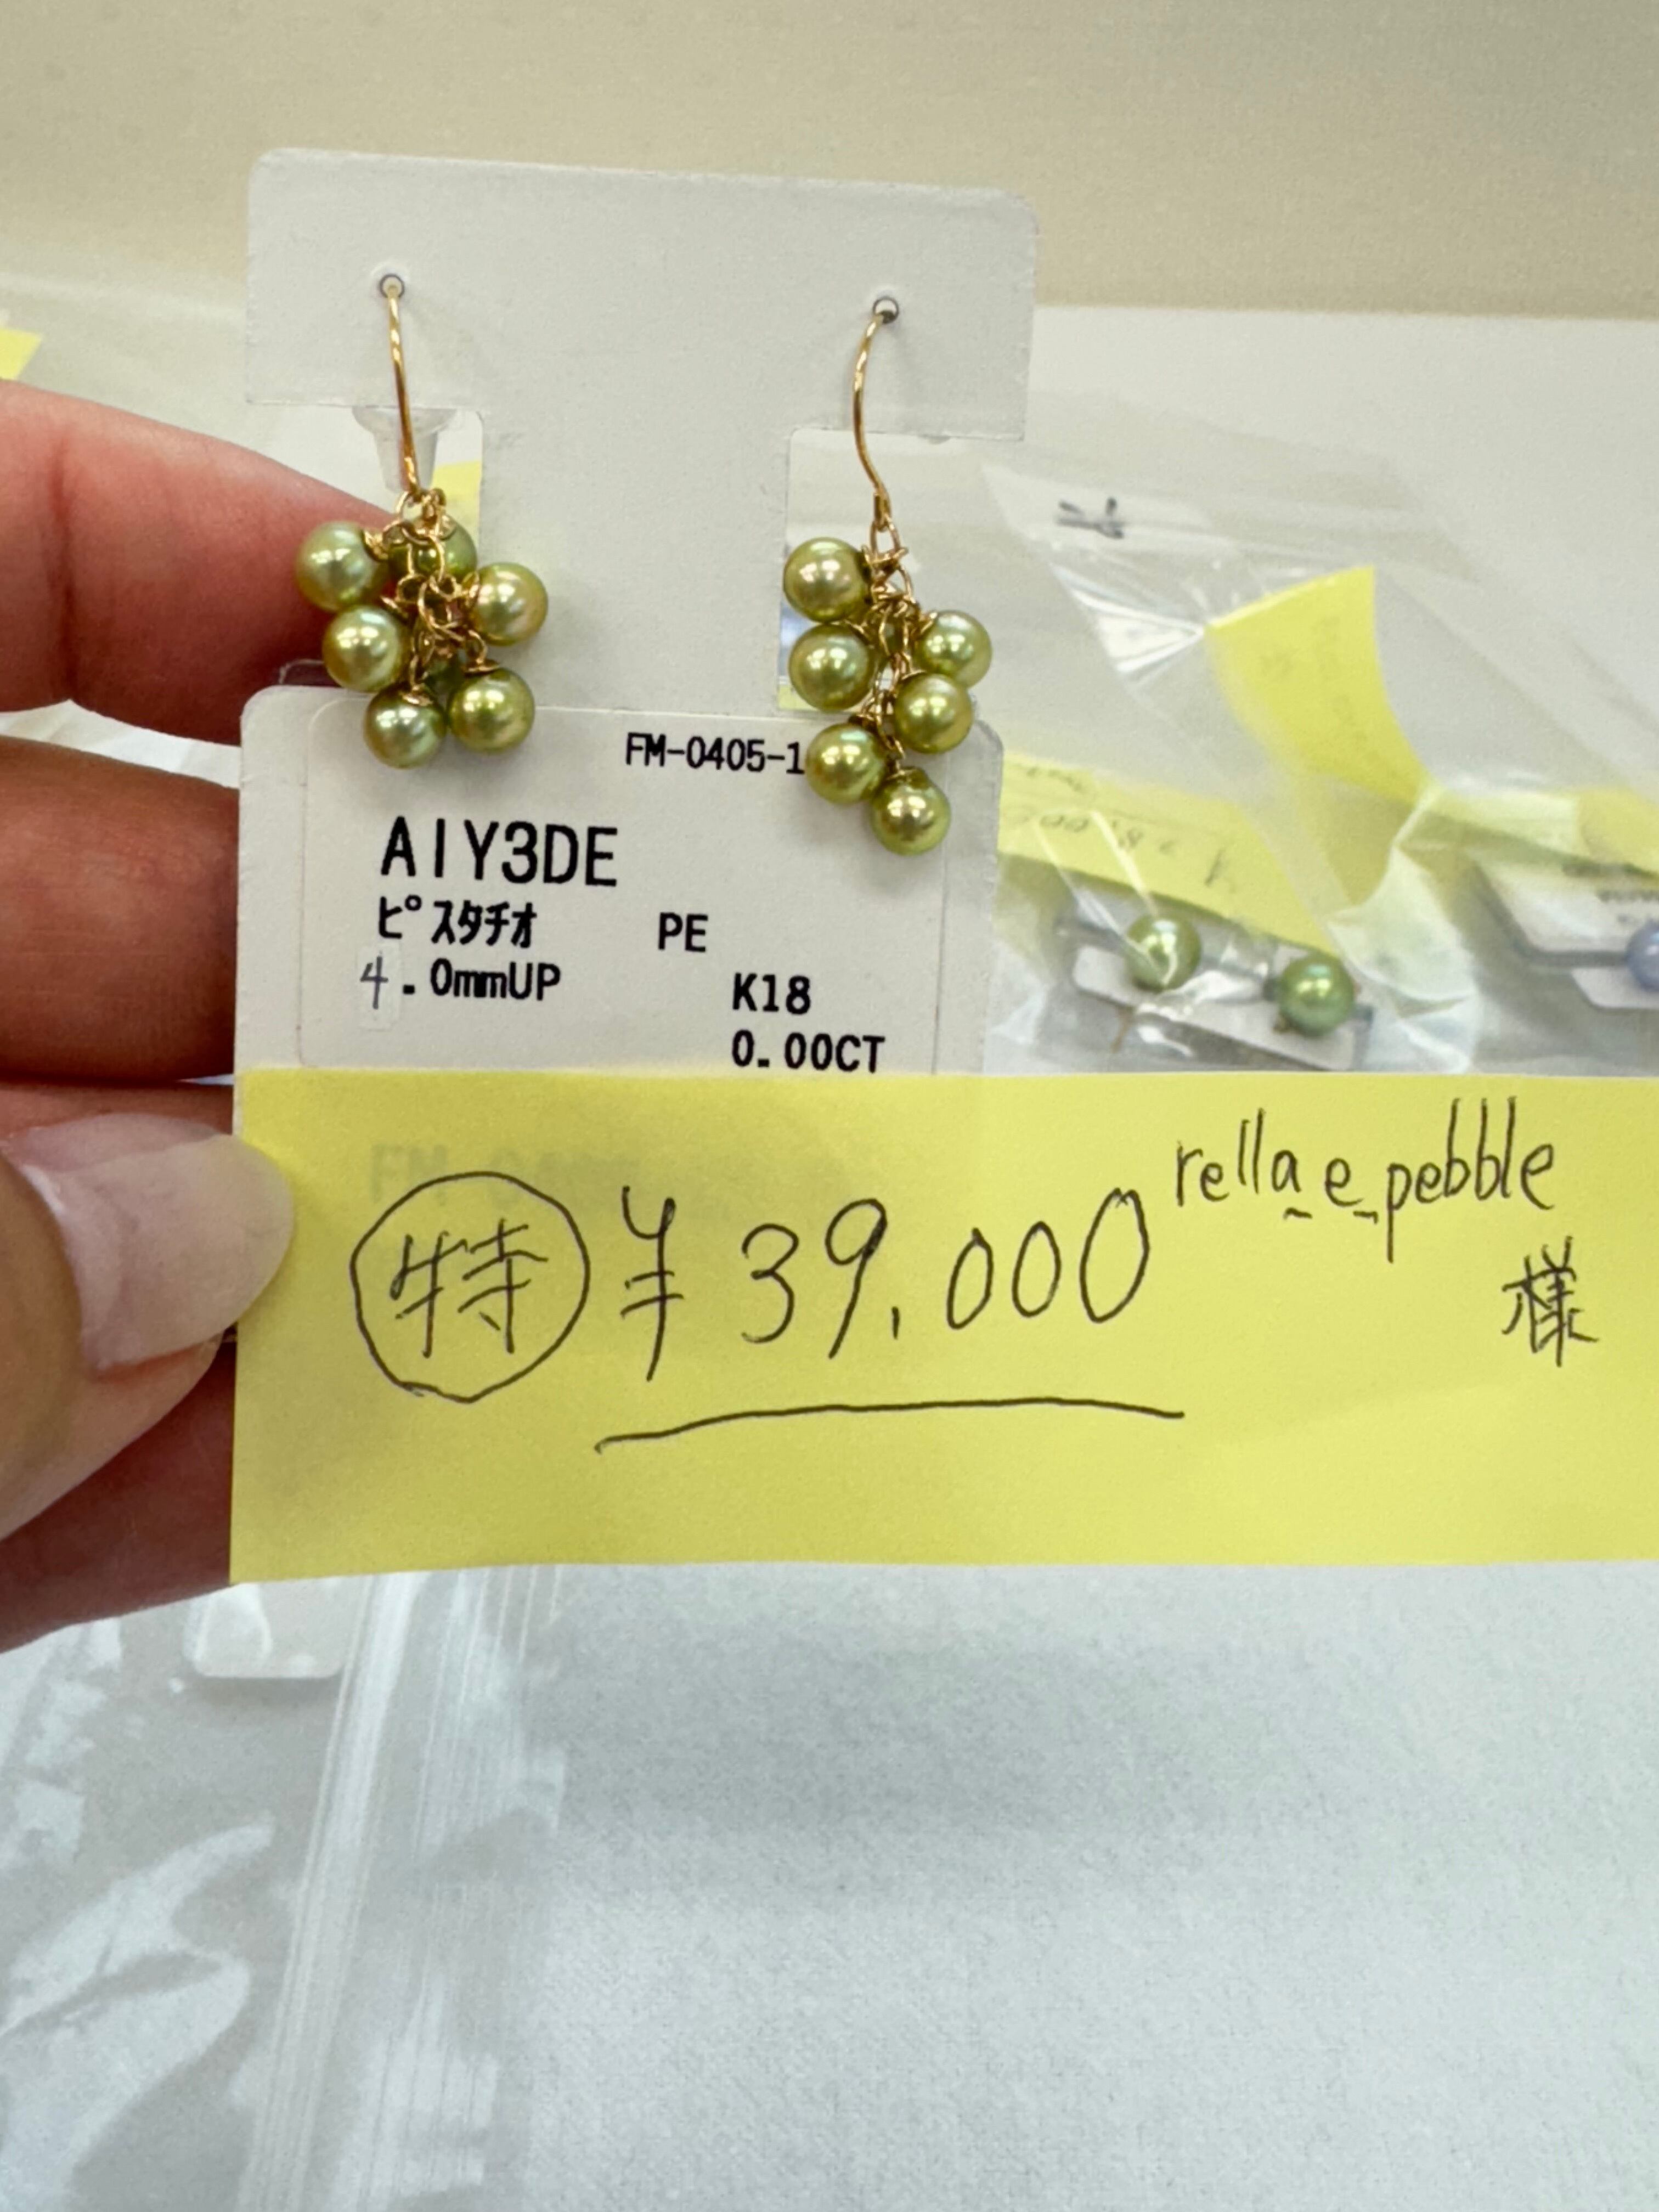 FM-0405-1
AIY3DE
ピスタチオ PE
4.0mmUP
K18
0.00CT
rellae_pebble
様
特 ¥39,000